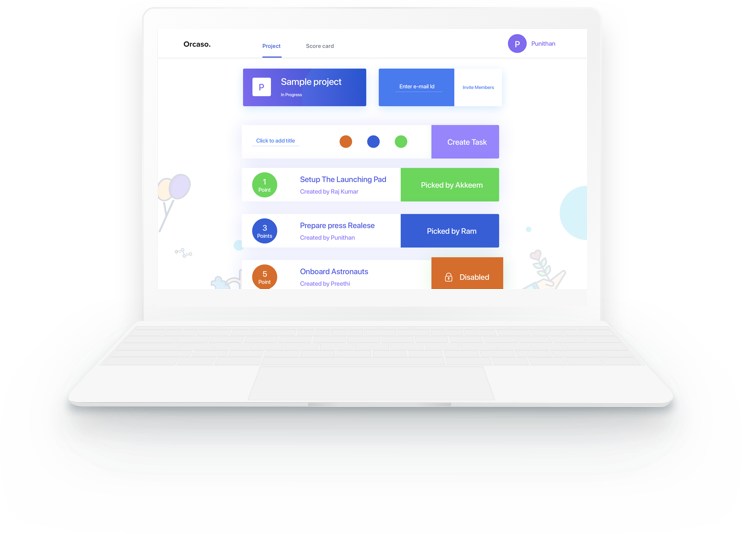 Orcaso.
Project
Score card
P
Punithan
P
Sample project
In Progress
Enter e-mail Id
Invite Members
Click to add title
Create Task
1
Point
Setup The Launching Pad
Created by Raj Kumar
Picked by Akkeem
3
Points
Prepare press Realese
Created by Punithan
Picked by Ram
5
Point
Onboard Astronauts
Created by Preethi
Disabled